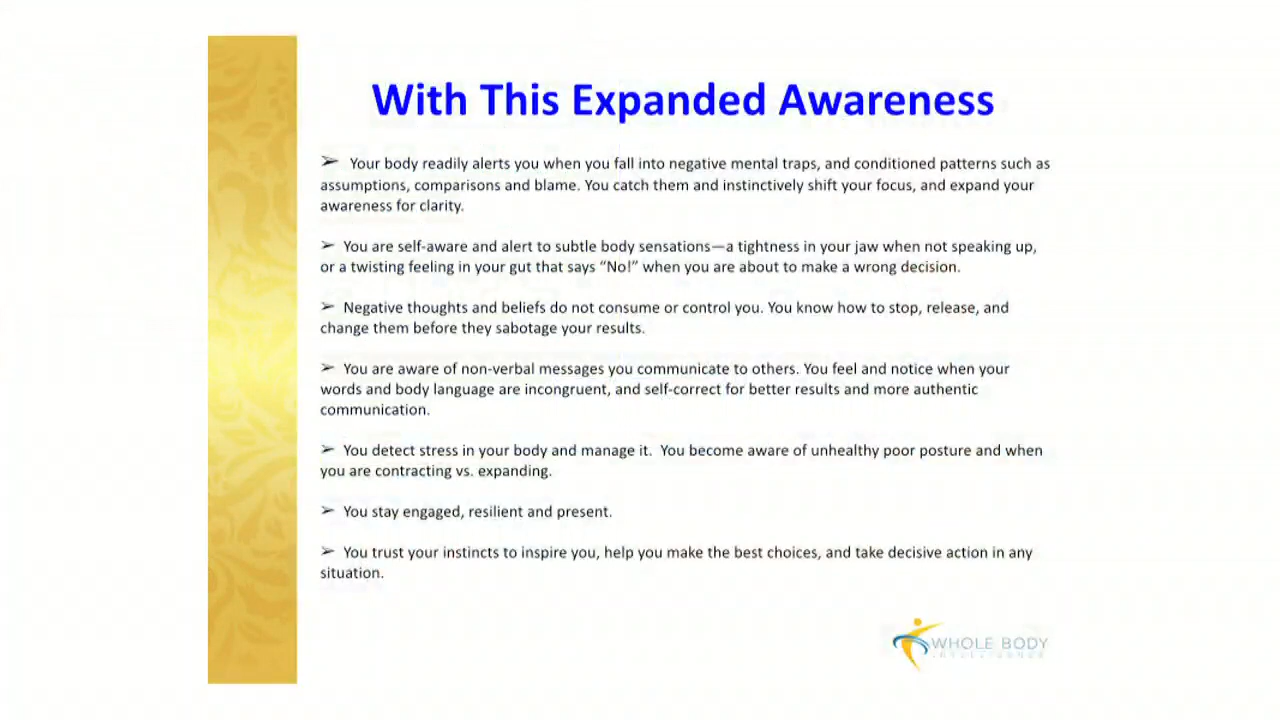 With This Expanded Awareness
➢ Your body readily alerts you when you fall into negative mental traps, and conditioned patterns such as
assumptions, comparisons and blame. You catch them and instinctively shift your focus, and expand your
awareness for clarity.
➢ You are self-aware and alert to subtle body sensations—a tightness in your jaw when not speaking up,
or a twisting feeling in your gut that says “No!” when you are about to make a wrong decision.
➢ Negative thoughts and beliefs do not consume or control you. You know how to stop, release, and
change them before they sabotage your results.
➢ You are aware of non-verbal messages you communicate to others. You feel and notice when your
words and body language are incongruent, and self-correct for better results and more authentic
communication.
➢ You detect stress in your body and manage it.  You become aware of unhealthy poor posture and when
you are contracting vs. expanding.
➢ You stay engaged, resilient and present.
➢ You trust your instincts to inspire you, help you make the best choices, and take decisive action in any
situation.
WHOLE BODY